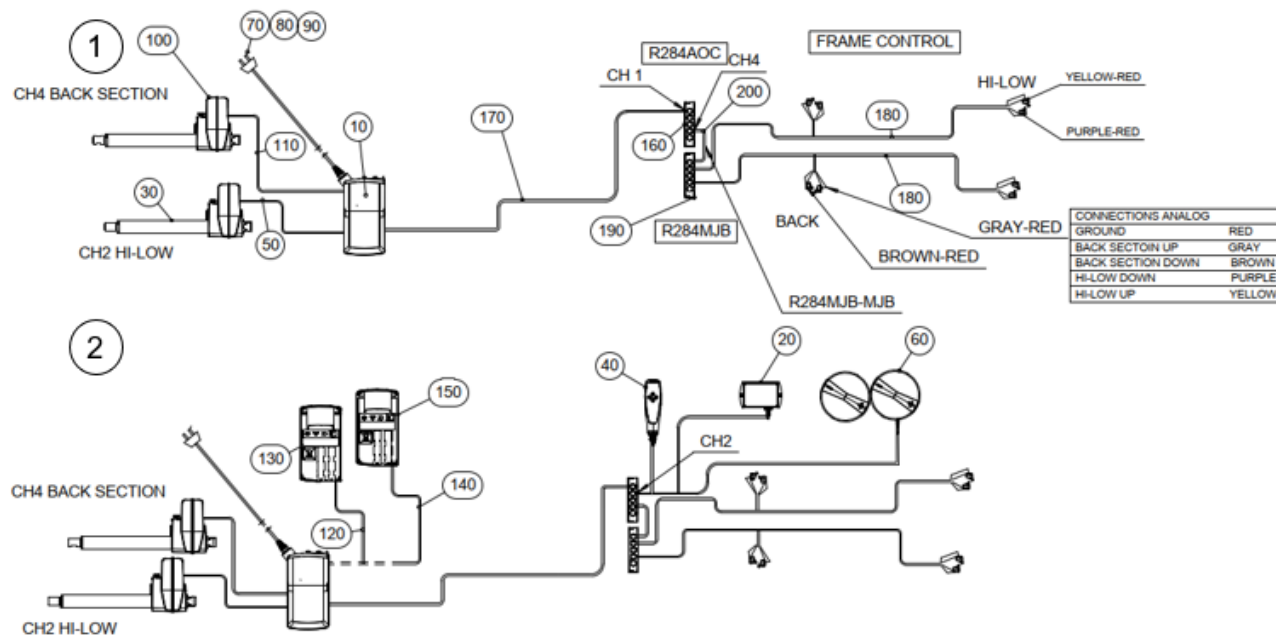 1
100
70 80 90
R284AOC
FRAME CONTROL
CH4
CH 1
CH4 BACK SECTION
HI-LOW
YELLOW-RED
200
10
170
160
180
PURPLE-RED
110
30
50
CH2 HI-LOW
190
R284MJB
BACK
180
GRAY-RED
BROWN-RED
R284MJB-MJB
CONNECTIONS ANALOG
GROUND RED
BACK SECTOIN UP GRAY
BACK SECTION DOWN BROWN
HI-LOW DOWN PURPLE
HI-LOW UP YELLOW
2
20
60
40
150
130
CH2
140
CH4 BACK SECTION
120
CH2 HI-LOW